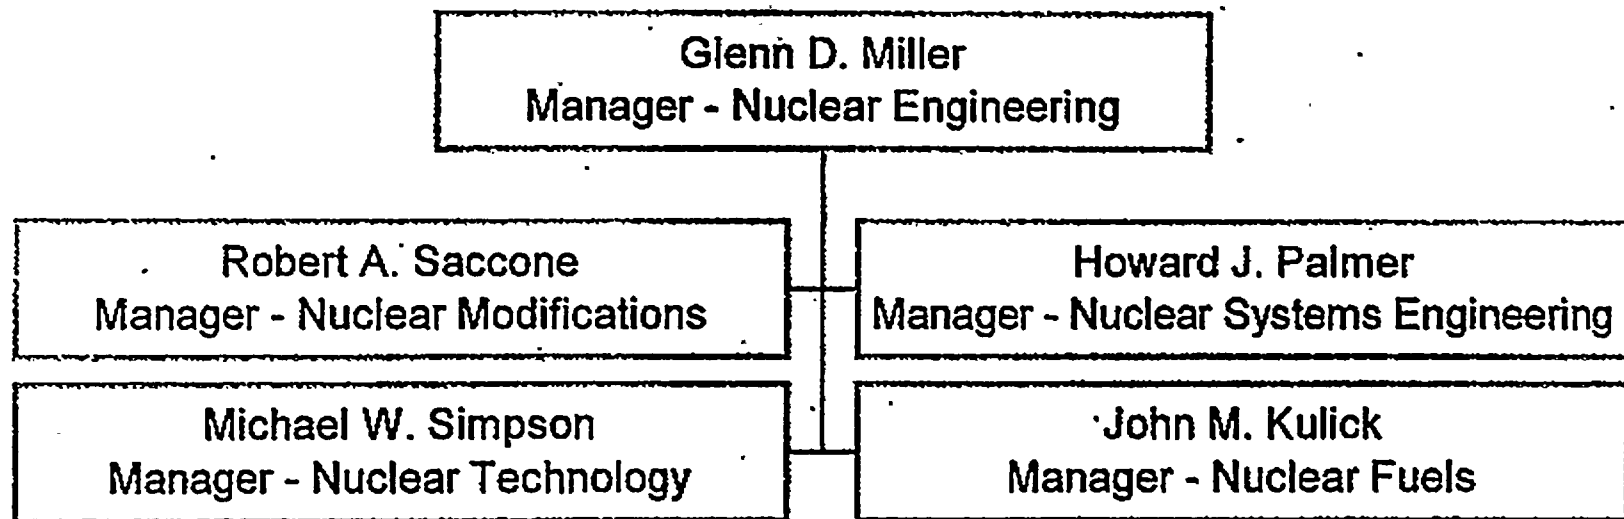 Glenn D. Miller
Manager - Nuclear Engineering
Robert A. Saccone
Manager - Nuclear Modifications
Howard J. Palmer
Manager - Nuclear Systems Engineering
Michael W. Simpson
Manager - Nuclear Technology
John M. Kulick
Manager - Nuclear Fuels